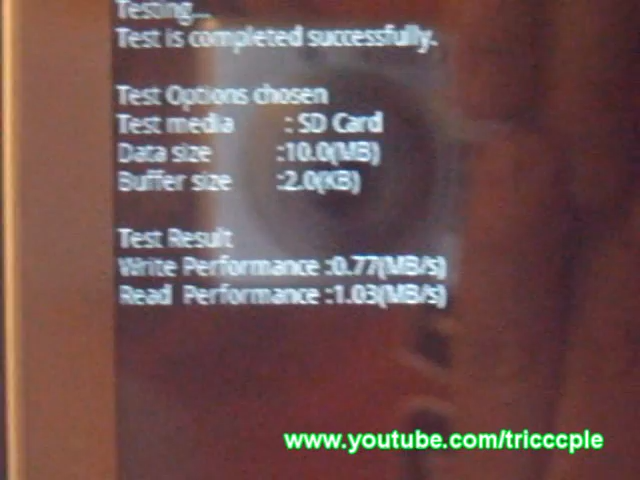 Testing...
Test is completed successfully.
Test Options chosen
Test media : SD Card
Data size :10.0(MB)
Buffer size :2.0(KB)
Test Result
Write Performance :0.77(MB/s)
Read Performance :1.03(MB/s)
www.youtube.com/tricccple